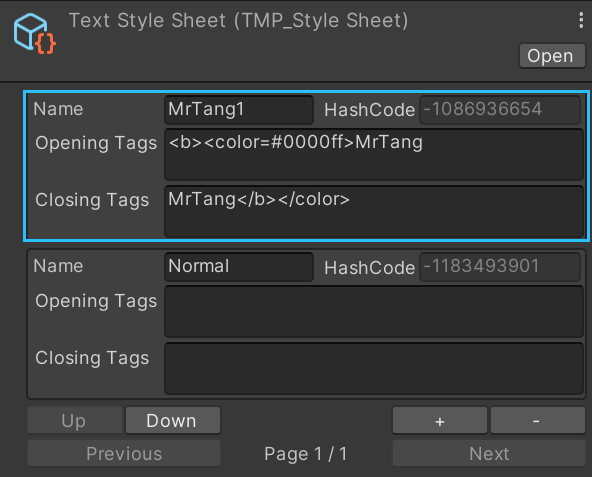 Text Style Sheet (TMP_Style Sheet)
Open
Name MrTang1 HashCode -1086936654
Opening Tags <b><color=#0000ff>MrTang
Closing Tags MrTang</b></color>
Name Normal HashCode -1183493901
Opening Tags
Closing Tags
Up Down + -
Previous Page 1 / 1 Next